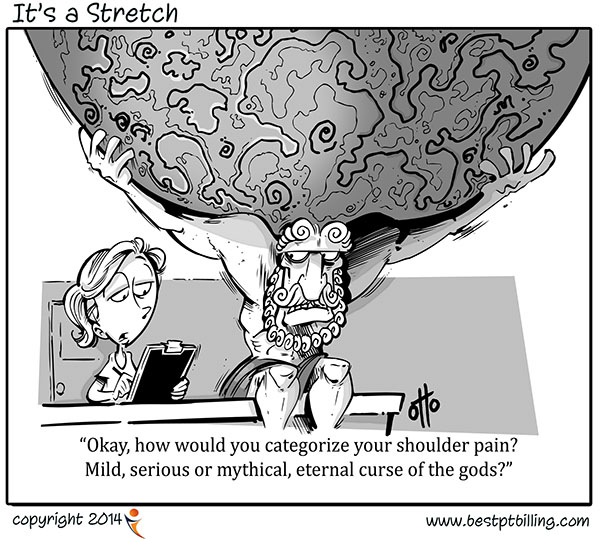 It's a Stretch
otto
“Okay, how would you categorize your shoulder pain?
Mild, serious or mythical, eternal curse of the gods?”
copyright 2014
www.bestptbilling.com